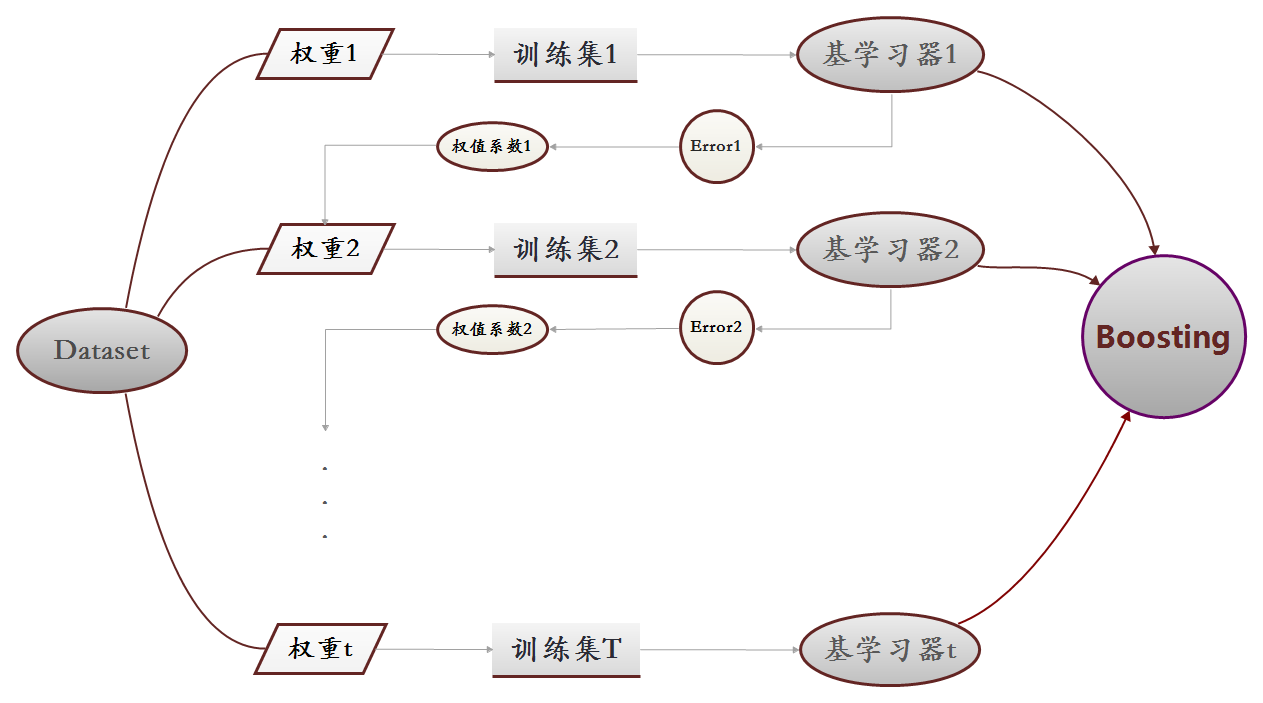 权重1
训练集1
基学习器1
权值系数1
Error1
权重2
训练集2
基学习器2
权值系数2
Error2
Dataset
Boosting
.
.
.
权重t
训练集T
基学习器t